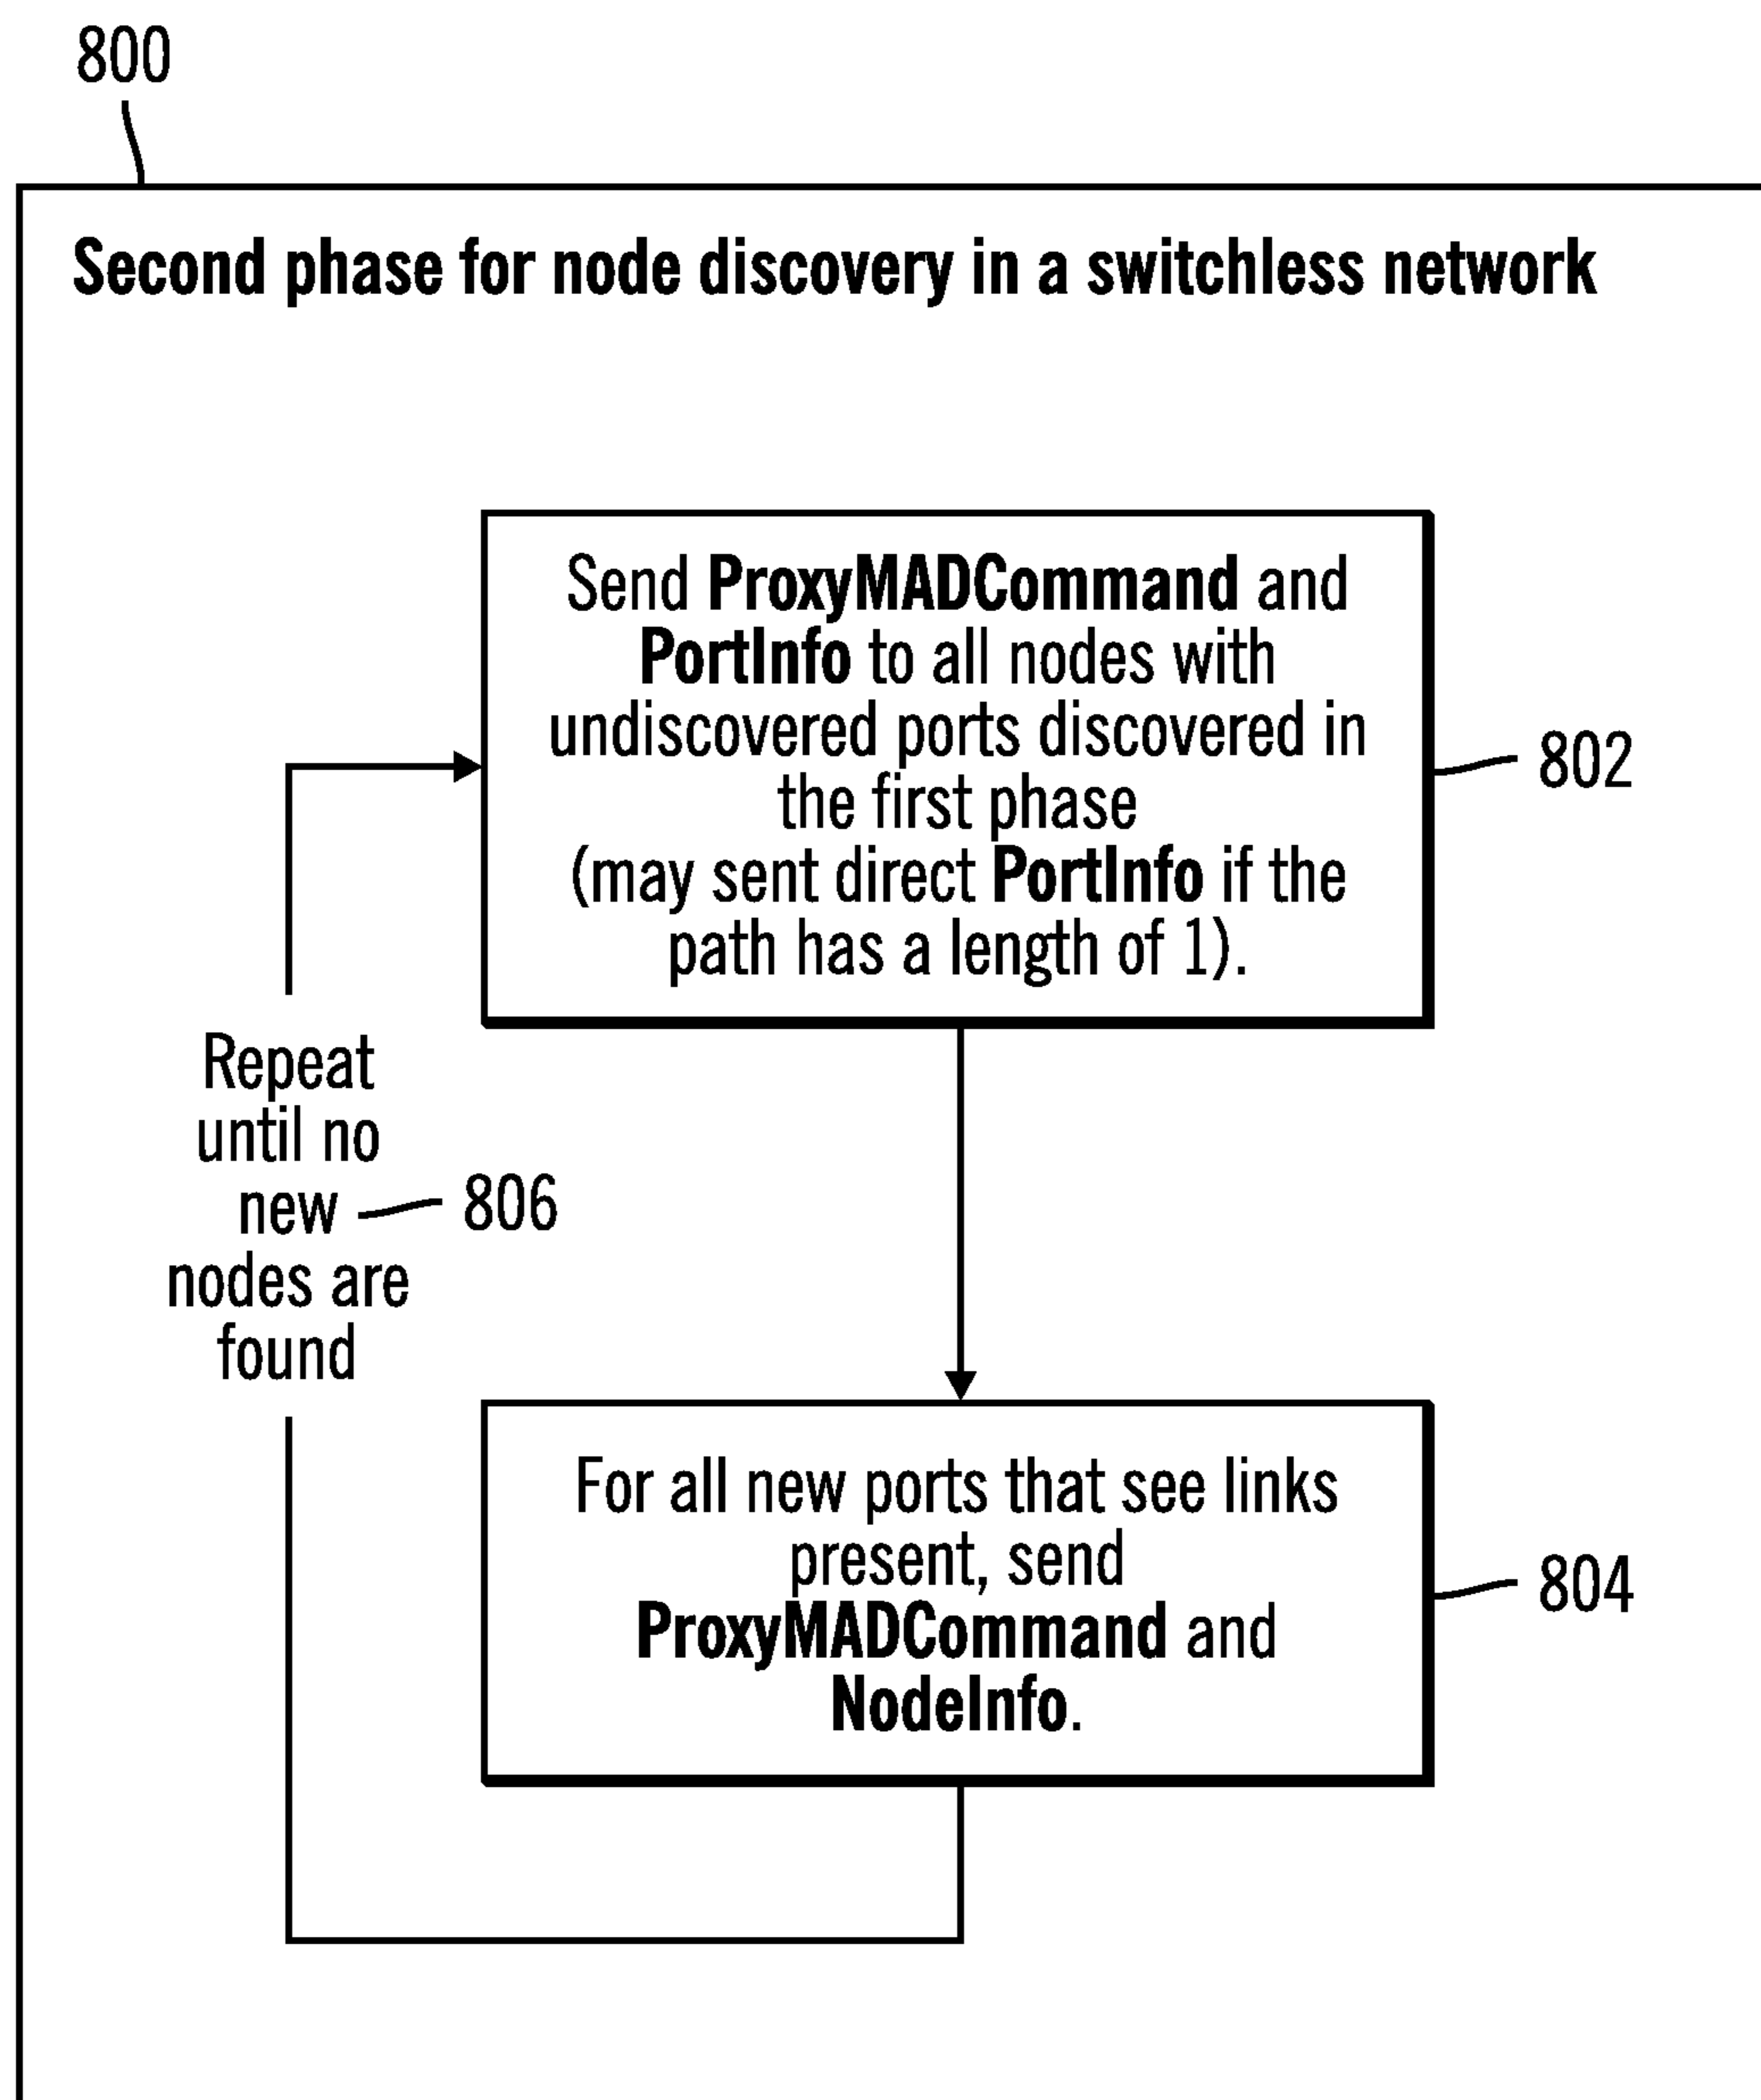 800
Second phase for node discovery in a switchless network
Send ProxyMADCommand and
PortInfo to all nodes with
undiscovered ports discovered in
the first phase
(may sent direct PortInfo if the
path has a length of 1).
802
Repeat
until no
new
nodes are
found
806
For all new ports that see links
present, send
ProxyMADCommand and
NodeInfo.
804